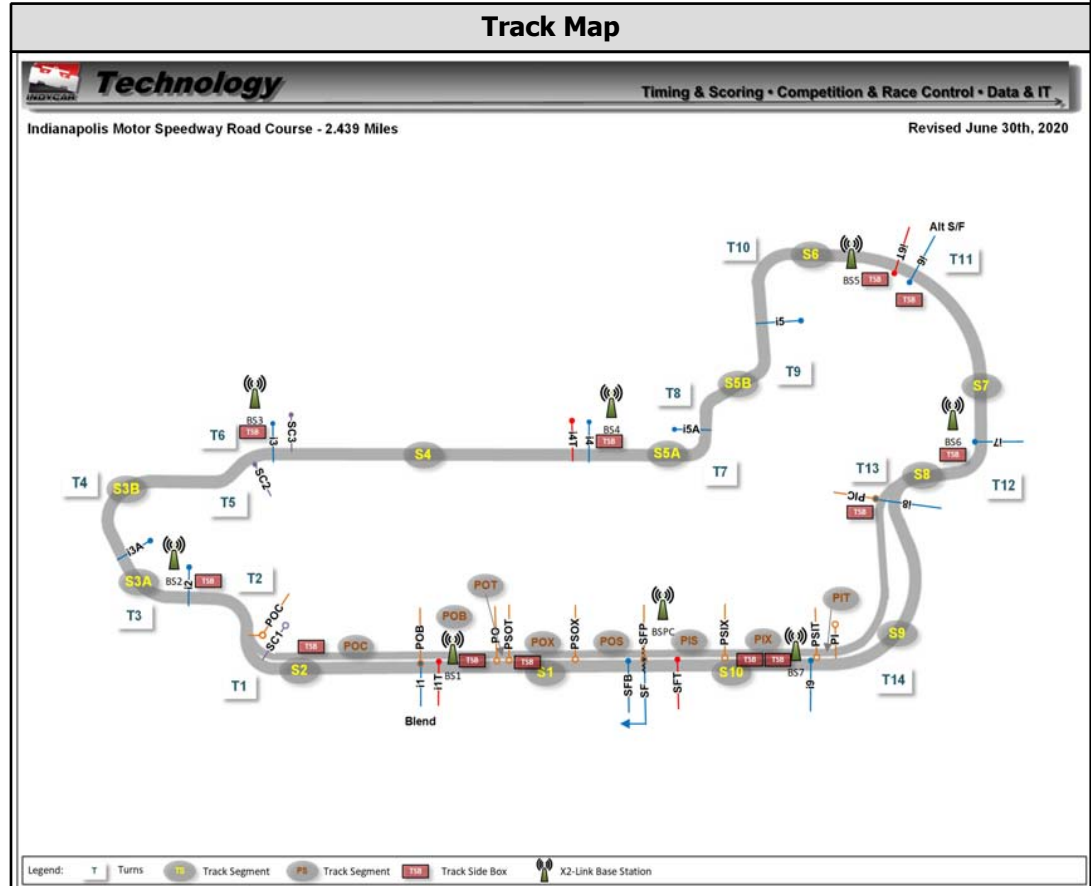 Track Map
INDYCAR Technology
Timing & Scoring • Competition & Race Control • Data & IT
Indianapolis Motor Speedway Road Course - 2.439 Miles
Revised June 30th, 2020
Alt S/F
T10
S6
i6T
i6
T11
BS5
TSB
TSB
i5
T9
T8
S5B
S7
BS3
TSB
T6
i3
SC3
BS4
TSB
i4T
i4
i5A
BS6
TSB
i7
S4
S5A
T7
T13
S8
T12
T4
S3B
T5
SC2
PIC
i8
TSB
i3A
S3A
BS2
i2
TSB
T2
T3
POC
SC1
POT
PIT
POB
POB
PO
PSOT
PSOX
SFP
BSPC
PSIX
PSIT
PI
S9
TSB
POC
BS1
TSB
POX
TSB
POS
PIS
PIX
TSB
TSB
BS7
T1
S2
i1
i1T
S1
SFB
SF
SFT
S10
i9
T14
Blend
Legend:
T Turns
TS Track Segment
PS Track Segment
TSB Track Side Box
X2-Link Base Station